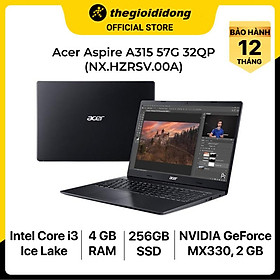 thegioididong
OFFICIAL STORE
BẢO HÀNH
12
THÁNG
Acer Aspire A315 57G 32QP
(NX.HZRSV.00A)
acer
acer
Intel Core i3
Ice Lake
4 GB
RAM
256GB
SSD
NVIDIA GeForce
MX330, 2 GB